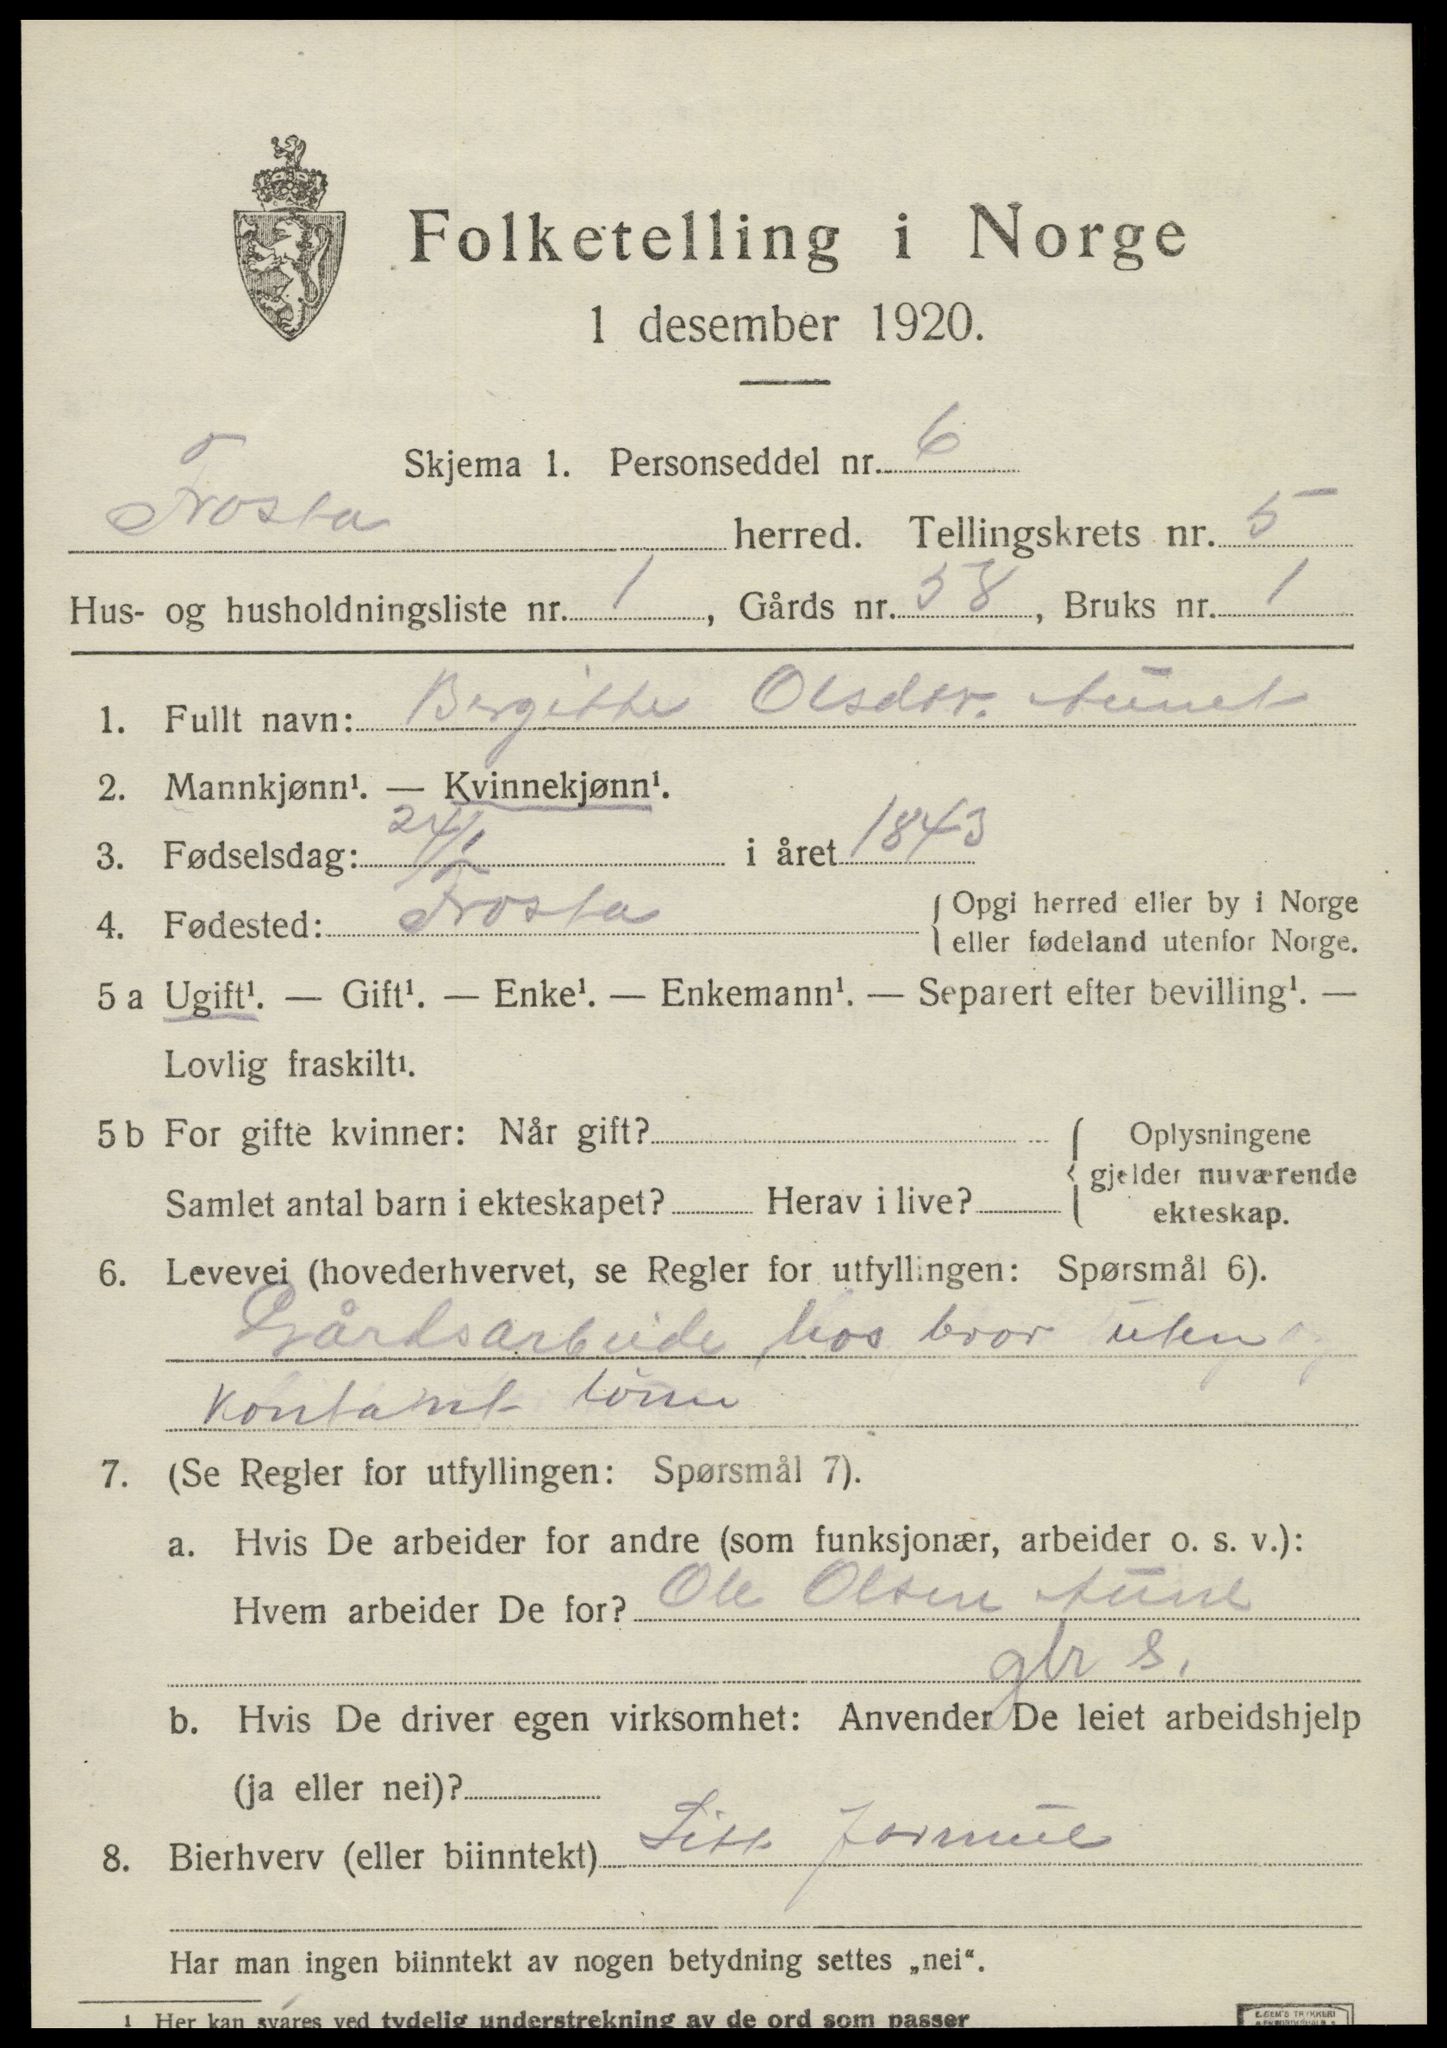 Folketelling i Norge
1 desember 1920.
Skjema 1. Personseddel nr. 6
Frosta herred. Tellingskrets nr. 5
Hus- og husholdningsliste nr. 1, Gårds nr. 58, Bruks nr. 1
1. Fullt navn: Bergitte Olsdtr. Aunet
2. Mannkjønn¹. — Kvinnekjønn¹.
3. Fødselsdag: 24/1 i året 1843
4. Fødested: Frosta { Opgi herred eller by i Norge
eller fødeland utenfor Norge.
5 a Ugift¹. — Gift¹. — Enke¹. — Enkemann¹. — Separert efter bevilling¹. —
Lovlig fraskilt¹.
5 b For gifte kvinner: Når gift? { Oplysningene
gjelder nuværende
Samlet antal barn i ekteskapet? Herav i live?
ekteskap.
6. Levevei (hovederhvervet, se Regler for utfyllingen: Spørsmål 6).
Gårdsarbeide hos bror uten
kontant lønn
7. (Se Regler for utfyllingen: Spørsmål 7).
a. Hvis De arbeider for andre (som funksjonær, arbeider o. s. v.):
Hvem arbeider De for? Ole Olsen Aune
gbr s.
b. Hvis De driver egen virksomhet: Anvender De leiet arbeidshjelp
(ja eller nei)?
8. Bierhverv (eller biinntekt) Litt formue
Har man ingen biinntekt av nogen betydning settes „nei“.
¹ Her kan svares ved tydelig understrekning av de ord som passer